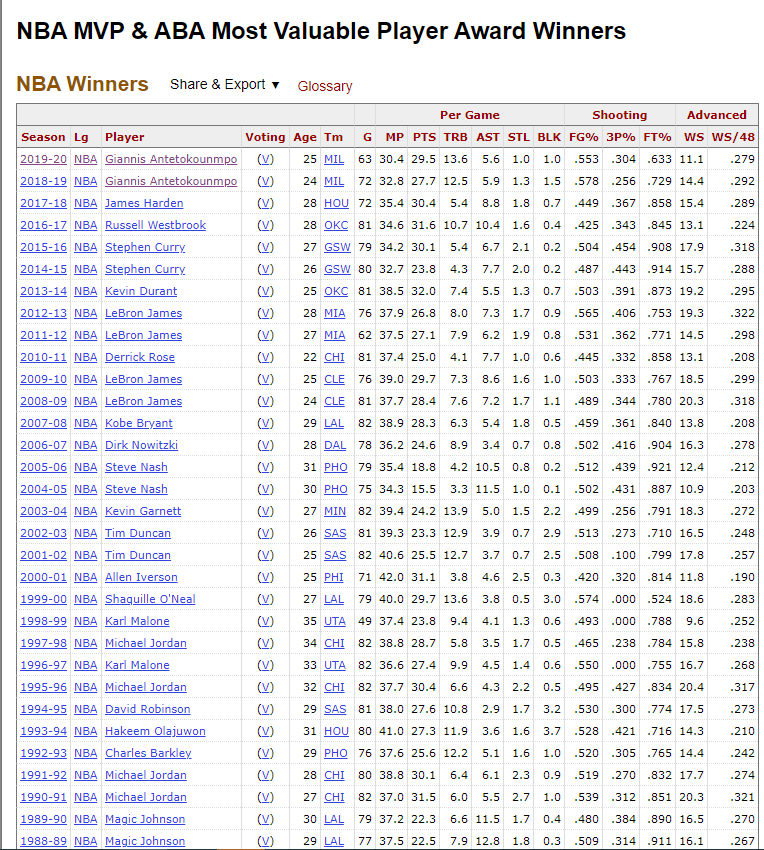 NBA MVP & ABA Most Valuable Player Award Winners
NBA Winners Share & Export ▼ Glossary
Per Game Shooting Advanced
Season Lg Player Voting Age Tm G MP PTS TRB AST STL BLK FG% 3P% FT% WS WS/48
2019-20 NBA Giannis Antetokounmpo (V) 25 MIL 63 30.4 29.5 13.6 5.6 1.0 1.0 .553 .304 .633 11.1 .279
2018-19 NBA Giannis Antetokounmpo (V) 24 MIL 72 32.8 27.7 12.5 5.9 1.3 1.5 .578 .256 .729 14.4 .292
2017-18 NBA James Harden (V) 28 HOU 72 35.4 30.4 5.4 8.8 1.8 0.7 .449 .367 .858 15.4 .289
2016-17 NBA Russell Westbrook (V) 28 OKC 81 34.6 31.6 10.7 10.4 1.6 0.4 .425 .343 .845 13.1 .224
2015-16 NBA Stephen Curry (V) 27 GSW 79 34.2 30.1 5.4 6.7 2.1 0.2 .504 .454 .908 17.9 .318
2014-15 NBA Stephen Curry (V) 26 GSW 80 32.7 23.8 4.3 7.7 2.0 0.2 .487 .443 .914 15.7 .288
2013-14 NBA Kevin Durant (V) 25 OKC 81 38.5 32.0 7.4 5.5 1.3 0.7 .503 .391 .873 19.2 .295
2012-13 NBA LeBron James (V) 28 MIA 76 37.9 26.8 8.0 7.3 1.7 0.9 .565 .406 .753 19.3 .322
2011-12 NBA LeBron James (V) 27 MIA 62 37.5 27.1 7.9 6.2 1.9 0.8 .531 .362 .771 14.5 .298
2010-11 NBA Derrick Rose (V) 22 CHI 81 37.4 25.0 4.1 7.7 1.0 0.6 .445 .332 .858 13.1 .208
2009-10 NBA LeBron James (V) 25 CLE 76 39.0 29.7 7.3 8.6 1.6 1.0 .503 .333 .767 18.5 .299
2008-09 NBA LeBron James (V) 24 CLE 81 37.7 28.4 7.6 7.2 1.7 1.1 .489 .344 .780 20.3 .318
2007-08 NBA Kobe Bryant (V) 29 LAL 82 38.9 28.3 6.3 5.4 1.8 0.5 .459 .361 .840 13.8 .208
2006-07 NBA Dirk Nowitzki (V) 28 DAL 78 36.2 24.6 8.9 3.4 0.7 0.8 .502 .416 .904 16.3 .278
2005-06 NBA Steve Nash (V) 31 PHO 79 35.4 18.8 4.2 10.5 0.8 0.2 .512 .439 .921 12.4 .212
2004-05 NBA Steve Nash (V) 30 PHO 75 34.3 15.5 3.3 11.5 1.0 0.1 .502 .431 .887 10.9 .203
2003-04 NBA Kevin Garnett (V) 27 MIN 82 39.4 24.2 13.9 5.0 1.5 2.2 .499 .256 .791 18.3 .272
2002-03 NBA Tim Duncan (V) 26 SAS 81 39.3 23.3 12.9 3.9 0.7 2.9 .513 .273 .710 16.5 .248
2001-02 NBA Tim Duncan (V) 25 SAS 82 40.6 25.5 12.7 3.7 0.7 2.5 .508 .100 .799 17.8 .257
2000-01 NBA Allen Iverson (V) 25 PHI 71 42.0 31.1 3.8 4.6 2.5 0.3 .420 .320 .814 11.8 .190
1999-00 NBA Shaquille O'Neal (V) 27 LAL 79 40.0 29.7 13.6 3.8 0.5 3.0 .574 .000 .524 18.6 .283
1998-99 NBA Karl Malone (V) 35 UTA 49 37.4 23.8 9.4 4.1 1.3 0.6 .493 .000 .788 9.6 .252
1997-98 NBA Michael Jordan (V) 34 CHI 82 38.8 28.7 5.8 3.5 1.7 0.5 .465 .238 .784 15.8 .238
1996-97 NBA Karl Malone (V) 33 UTA 82 36.6 27.4 9.9 4.5 1.4 0.6 .550 .000 .755 16.7 .268
1995-96 NBA Michael Jordan (V) 32 CHI 82 37.7 30.4 6.6 4.3 2.2 0.5 .495 .427 .834 20.4 .317
1994-95 NBA David Robinson (V) 29 SAS 81 38.0 27.6 10.8 2.9 1.7 3.2 .530 .300 .774 17.5 .273
1993-94 NBA Hakeem Olajuwon (V) 31 HOU 80 41.0 27.3 11.9 3.6 1.6 3.7 .528 .421 .716 14.3 .210
1992-93 NBA Charles Barkley (V) 29 PHO 76 37.6 25.6 12.2 5.1 1.6 1.0 .520 .305 .765 14.4 .242
1991-92 NBA Michael Jordan (V) 28 CHI 80 38.8 30.1 6.4 6.1 2.3 0.9 .519 .270 .832 17.7 .274
1990-91 NBA Michael Jordan (V) 27 CHI 82 37.0 31.5 6.0 5.5 2.7 1.0 .539 .312 .851 20.3 .321
1989-90 NBA Magic Johnson (V) 30 LAL 79 37.2 22.3 6.6 11.5 1.7 0.4 .480 .384 .890 16.5 .270
1988-89 NBA Magic Johnson (V) 29 LAL 77 37.5 22.5 7.9 12.8 1.8 0.3 .509 .314 .911 16.1 .267